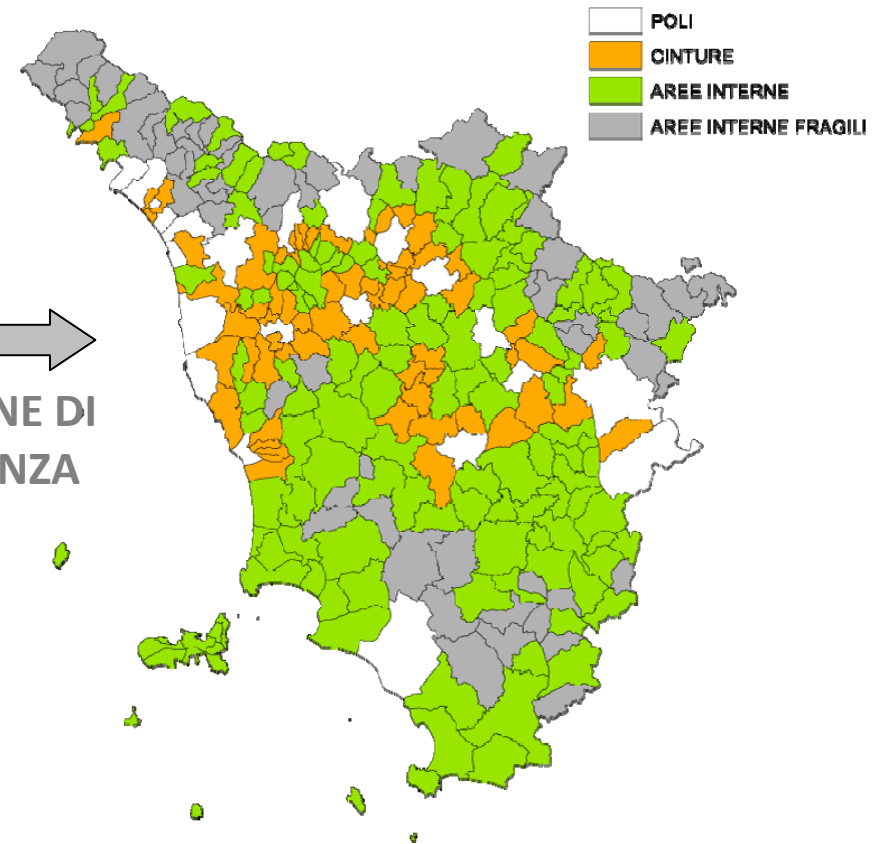 POLI
CINTURE
AREE INTERNE
AREE INTERNE FRAGILI
NE DI
NZA